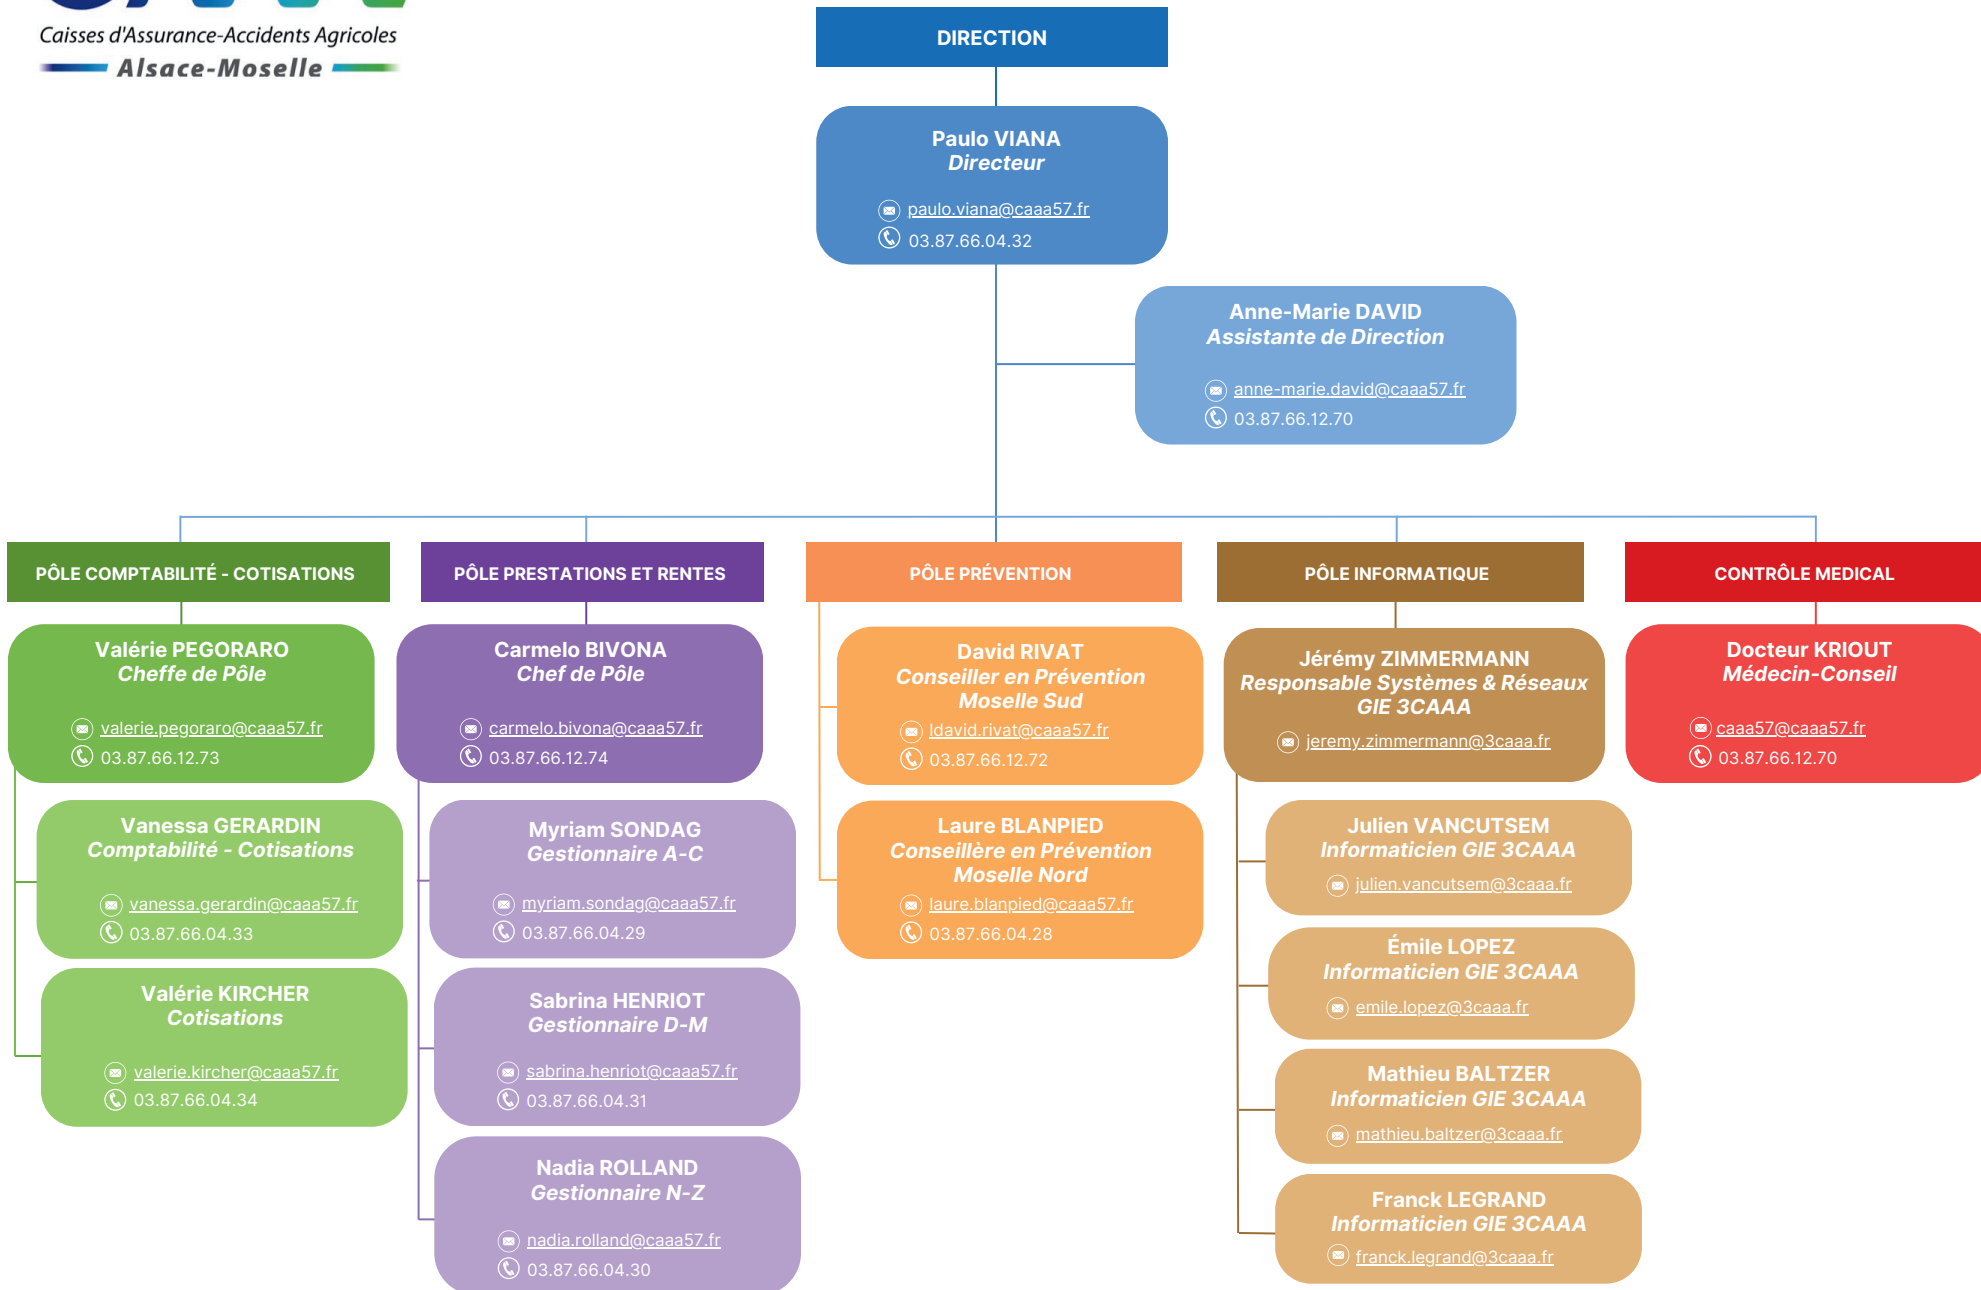 Caisses d'Assurance-Accidents Agricoles
Alsace-Moselle
DIRECTION
Paulo VIANA
Directeur
paulo.viana@caaa57.fr
03.87.66.04.32
Anne-Marie DAVID
Assistante de Direction
anne-marie.david@caaa57.fr
03.87.66.12.70
PÔLE COMPTABILITÉ - COTISATIONS
Valérie PEGORARO
Cheffe de Pôle
valerie.pegoraro@caaa57.fr
03.87.66.12.73
Vanessa GERARDIN
Comptabilité - Cotisations
vanessa.gerardin@caaa57.fr
03.87.66.04.33
Valérie KIRCHER
Cotisations
valerie.kircher@caaa57.fr
03.87.66.04.34
PÔLE PRESTATIONS ET RENTES
Carmelo BIVONA
Chef de Pôle
carmelo.bivona@caaa57.fr
03.87.66.12.74
Myriam SONDAG
Gestionnaire A-C
myriam.sondag@caaa57.fr
03.87.66.04.29
Sabrina HENRIOT
Gestionnaire D-M
sabrina.henriot@caaa57.fr
03.87.66.04.31
Nadia ROLLAND
Gestionnaire N-Z
nadia.rolland@caaa57.fr
03.87.66.04.30
PÔLE PRÉVENTION
David RIVAT
Conseiller en Prévention
Moselle Sud
ldavid.rivat@caaa57.fr
03.87.66.12.72
Laure BLANPIED
Conseillère en Prévention
Moselle Nord
laure.blanpied@caaa57.fr
03.87.66.04.28
PÔLE INFORMATIQUE
Jérémy ZIMMERMANN
Responsable Systèmes & Réseaux
GIE 3CAAA
jeremy.zimmermann@3caaa.fr
Julien VANCUTSEM
Informaticien GIE 3CAAA
julien.vancutsem@3caaa.fr
Émile LOPEZ
Informaticien GIE 3CAAA
emile.lopez@3caaa.fr
Mathieu BALTZER
Informaticien GIE 3CAAA
mathieu.baltzer@3caaa.fr
Franck LEGRAND
Informaticien GIE 3CAAA
franck.legrand@3caaa.fr
CONTRÔLE MEDICAL
Docteur KRIOUT
Médecin-Conseil
caaa57@caaa57.fr
03.87.66.12.70